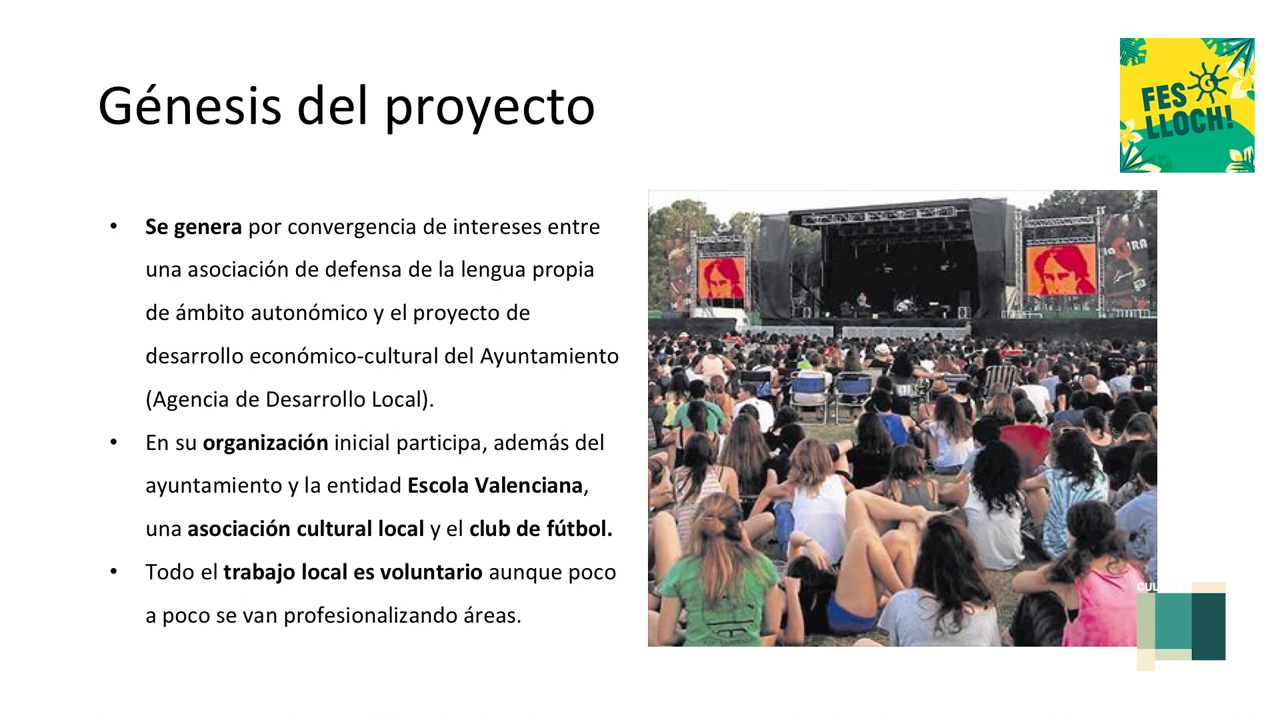 Génesis del proyecto
FES
LLOCH!
• Se genera por convergencia de intereses entre
una asociación de defensa de la lengua propia
de ámbito autonómico y el proyecto de
desarrollo económico-cultural del Ayuntamiento
(Agencia de Desarrollo Local).
• En su organización inicial participa, además del
ayuntamiento y la entidad Escola Valenciana,
una asociación cultural local y el club de fútbol.
• Todo el trabajo local es voluntario aunque poco
a poco se van profesionalizando áreas.